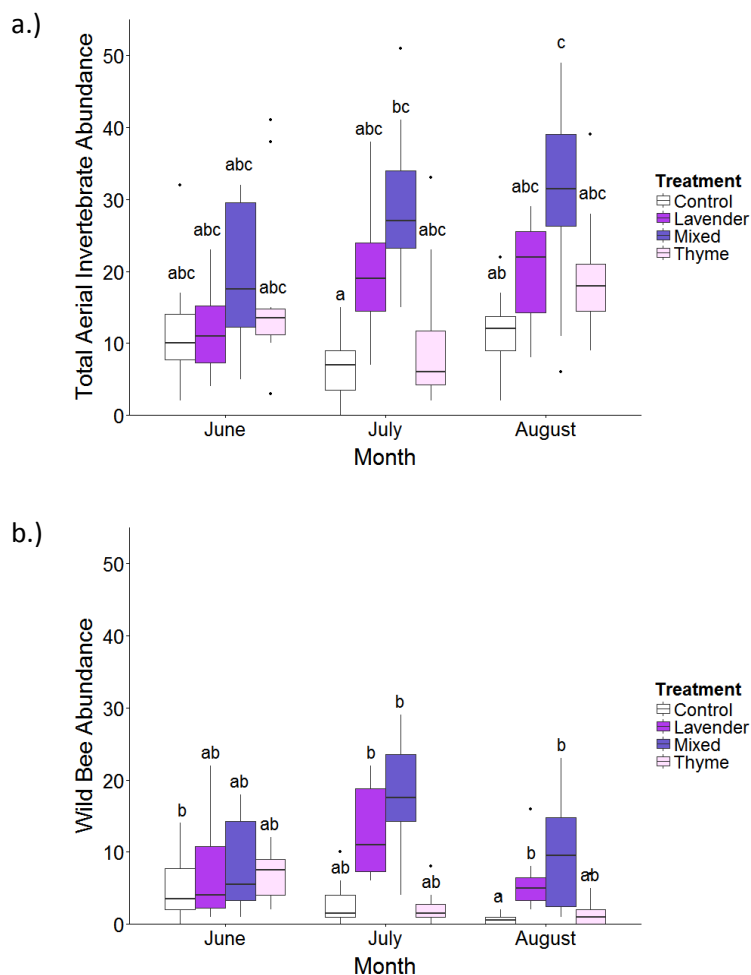 a.)
Total Aerial Invertebrate Abundance
50
40
30
20
10
0
abc
abc
abc
abc
a
abc
bc
abc
ab
abc
c
abc
June
July
August
Month
Treatment
Control
Lavender
Mixed
Thyme
b.)
Wild Bee Abundance
50
40
30
20
10
0
b
ab
ab
ab
ab
b
b
ab
a
b
b
ab
June
July
August
Month
Treatment
Control
Lavender
Mixed
Thyme